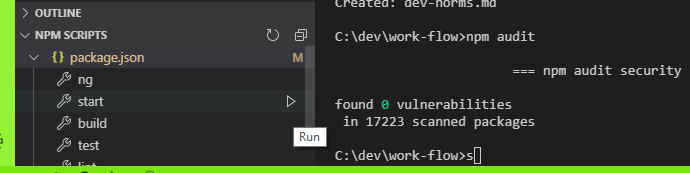 OUTLINE
NPM SCRIPTS
package.json M
ng
start
build
test
Run
Created: dev-norms.md
C:\dev\work-flow>npm audit
=== npm audit security
found 0 vulnerabilities
in 17223 scanned packages
C:\dev\work-flow>s